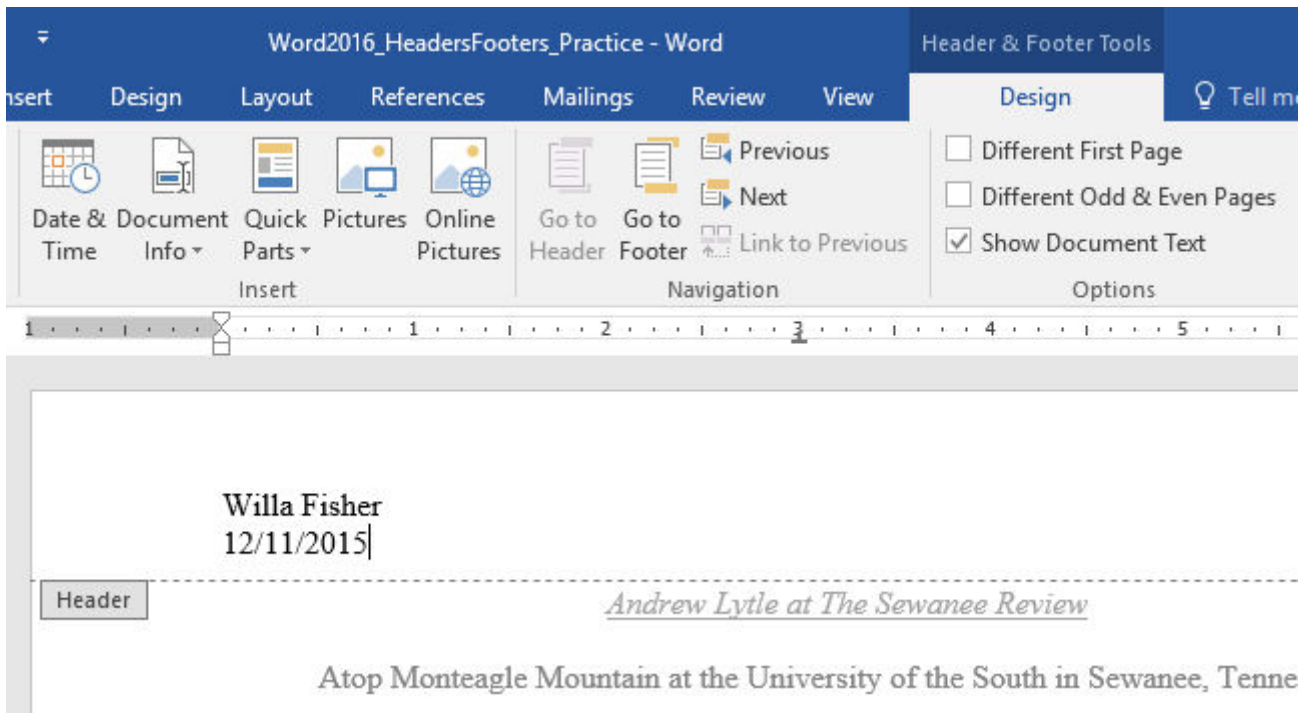 Word2016_HeadersFooters_Practice - Word
Header & Footer Tools
nsert Design Layout References Mailings Review View Design Tell me
Date & Time
Document Info
Quick Parts
Pictures
Online Pictures
Go to Header
Go to Footer
Previous
Next
Link to Previous
Different First Page
Different Odd & Even Pages
Show Document Text
Insert Navigation Options
1 1 2 3 4 5
Willa Fisher
12/11/2015
Header
Andrew Lytle at The Sewanee Review
Atop Monteagle Mountain at the University of the South in Sewanee, Tenne